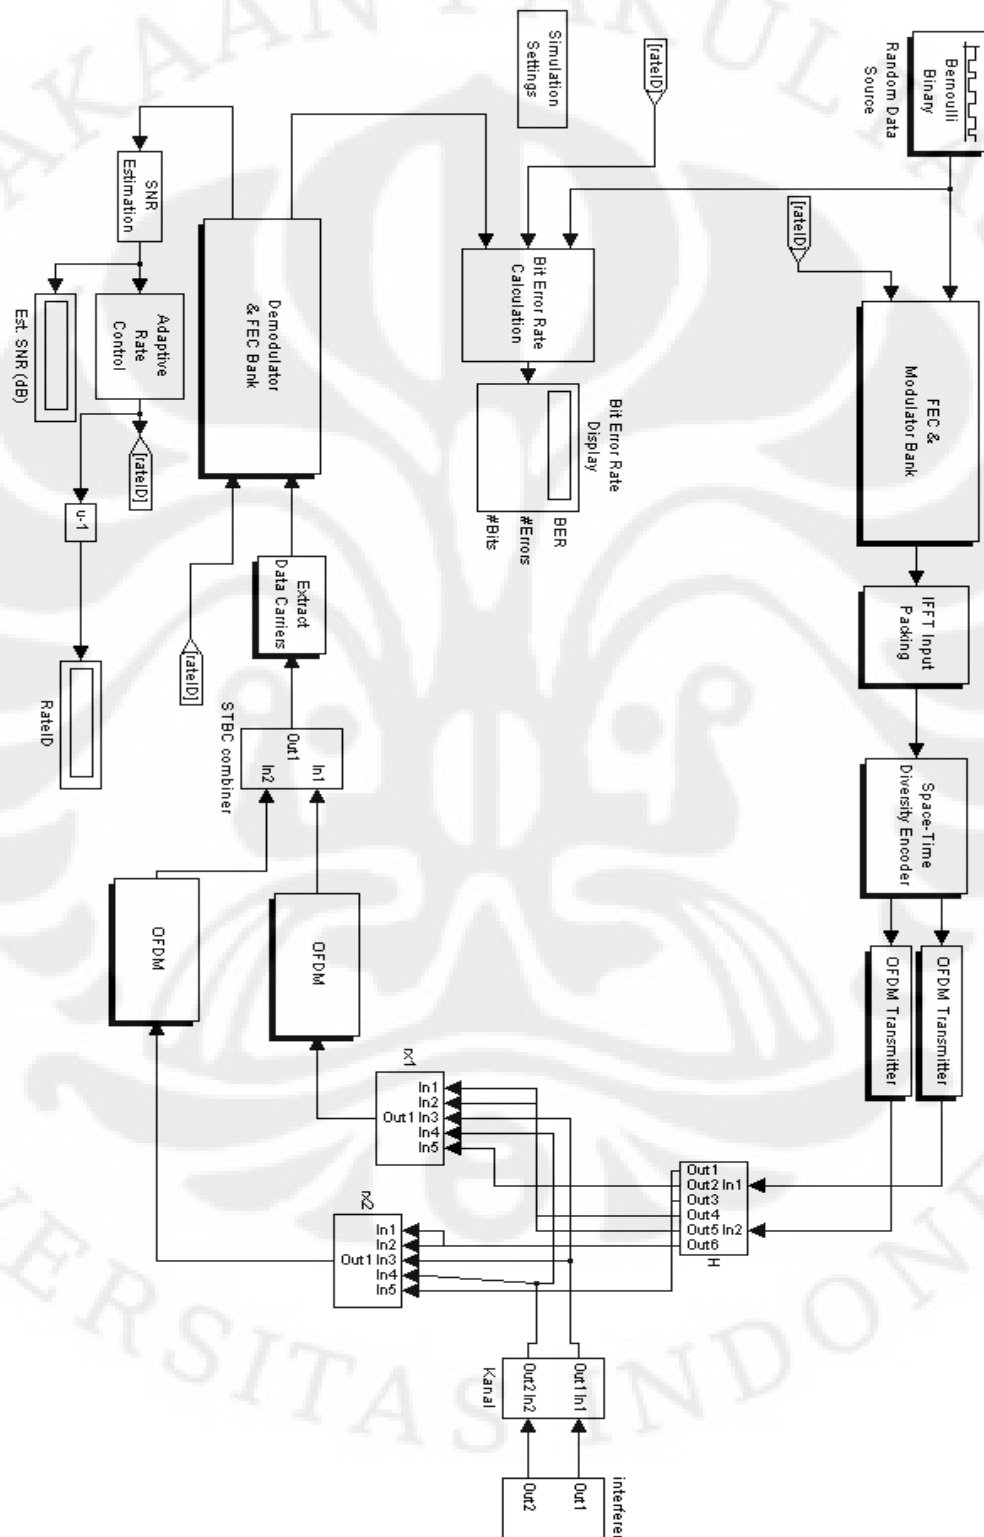 Bernoulli
Binary
Random Data
Source
[rateID]
FEC &
Modulator Bank
IFFT Input
Packing
Space-Time
Diversity Encoder
OFDM Transmitter
OFDM Transmitter
Simulation
Settings
[rateID]
Bit Error Rate
Calculation
Bit Error Rate
Display
BER
#Errors
#Bits
SNR
Estimation
Est. SNR (dB)
Adaptive
Rate
Control
[rateID]
u-1
RateID
Demodulator
& FEC Bank
[rateID]
Extract
Data Carriers
STBC combiner
Out1
In1
In2
OFDM
OFDM
rx1
In1
In2
Out1 In3
In4
In5
rx2
In1
In2
Out1 In3
In4
In5
Out1
Out2 In1
Out3
Out4
Out5 In2
Out6
H
Out1 In1
Out2 In2
Kanal
Out1
Out2
UNIVERSITAS INDONE